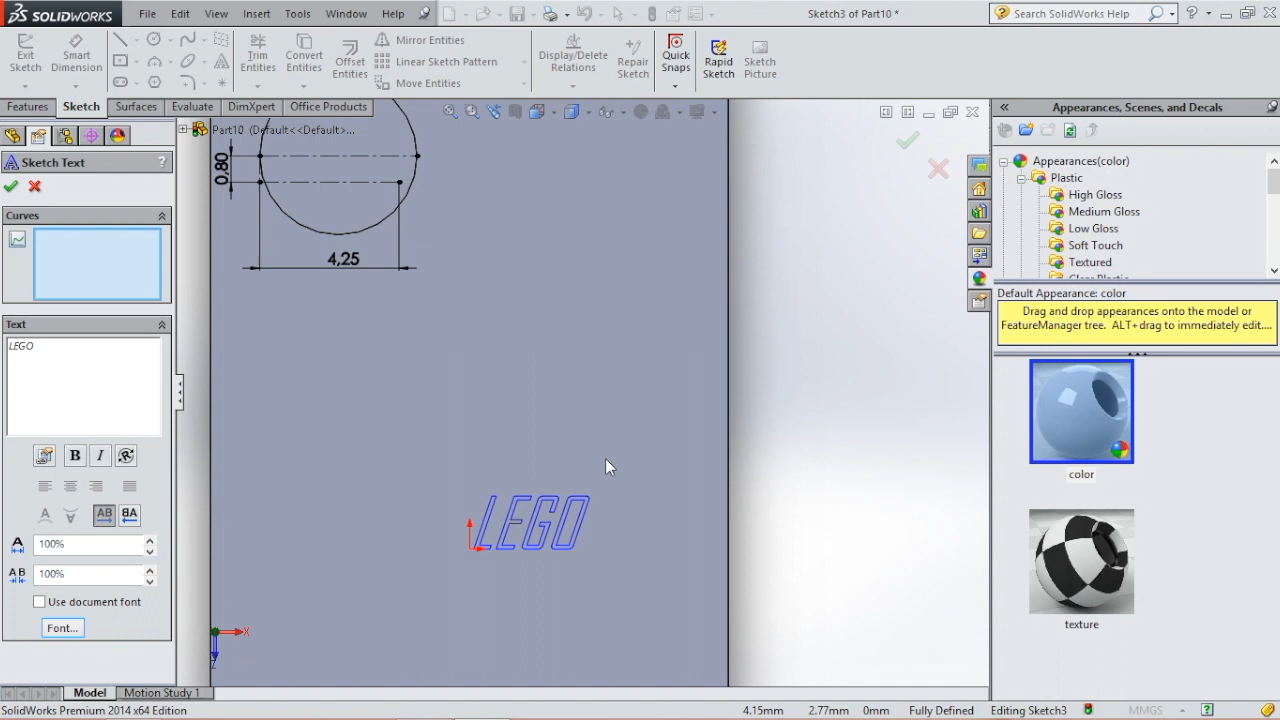 SOLIDWORKS File Edit View Insert Tools Window Help Sketch3 of Part10 * Search SolidWorks Help
Exit Sketch
Smart Dimension
Trim Entities
Convert Entities
Offset Entities
Mirror Entities
Linear Sketch Pattern
Move Entities
Display/Delete Relations
Repair Sketch
Quick Snaps
Rapid Sketch
Sketch Picture
Features Sketch Surfaces Evaluate DimXpert Office Products
Appearances, Scenes, and Decals
Part10 (Default<<Default>...
Sketch Text ?
Curves
Text
LEGO
B I
AB
100%
100%
Use document font
Font...
0,80
4,25
LEGO
X
Z
Appearances(color)
Plastic
High Gloss
Medium Gloss
Low Gloss
Soft Touch
Textured
Clear Plastic
Default Appearance: color
Drag and drop appearances onto the model or
FeatureManager tree. ALT+drag to immediately edit....
color
texture
Model Motion Study 1
SolidWorks Premium 2014 x64 Edition 4.15mm 2.77mm 0mm Fully Defined Editing Sketch3 MMGS